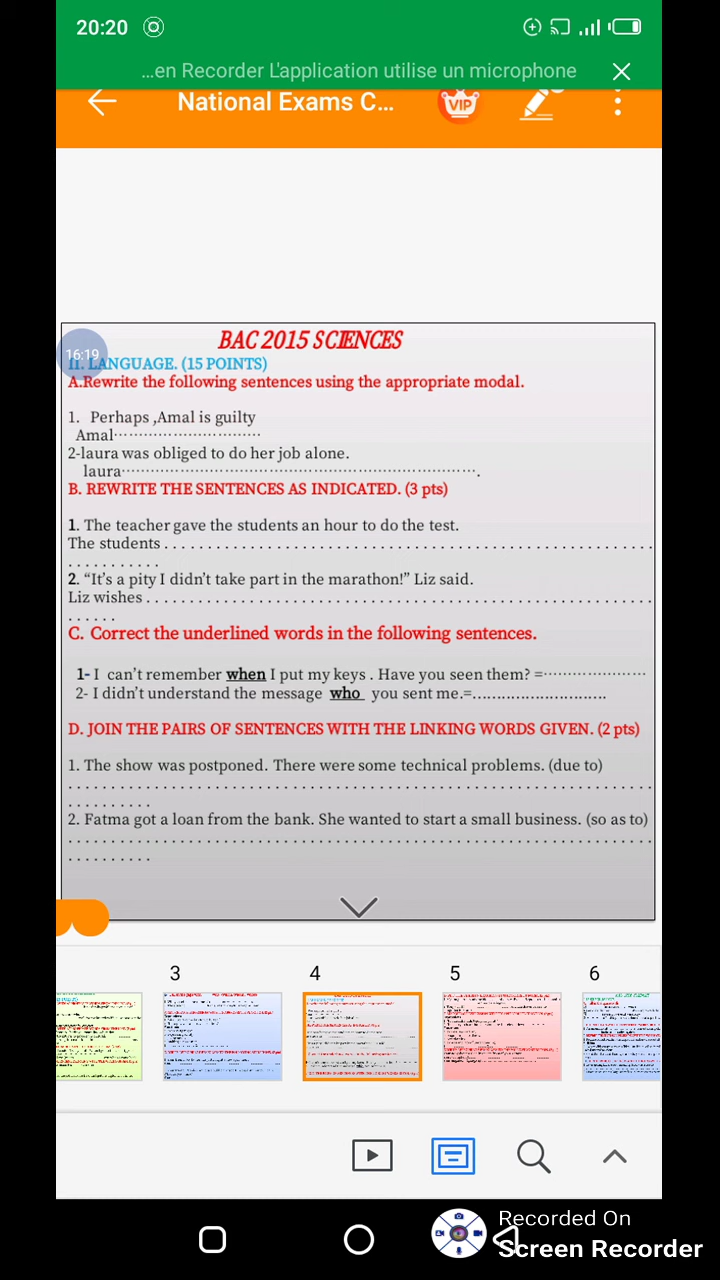 20:20
...en Recorder L'application utilise un microphone
National Exams C...
VIP
BAC 2015 SCIENCES
16:19
II. LANGUAGE. (15 POINTS)
A.Rewrite the following sentences using the appropriate modal.
1. Perhaps ,Amal is guilty
Amal..............................
2-laura was obliged to do her job alone.
laura.......................................................................
B. REWRITE THE SENTENCES AS INDICATED. (3 pts)
1. The teacher gave the students an hour to do the test.
The students . . . . . . . . . . . . . . . . . . . . . . . . . . . . . . . . . . . . . . . . . . . . . . . . . . . . .
. . . . . . . . . . .
2. “It’s a pity I didn’t take part in the marathon!” Liz said.
Liz wishes . . . . . . . . . . . . . . . . . . . . . . . . . . . . . . . . . . . . . . . . . . . . . . . . . . . . . . .
. . . . . .
C. Correct the underlined words in the following sentences.
1- I can’t remember when I put my keys . Have you seen them? =.....................
2- I didn’t understand the message who you sent me.=...........................
D. JOIN THE PAIRS OF SENTENCES WITH THE LINKING WORDS GIVEN. (2 pts)
1. The show was postponed. There were some technical problems. (due to)
. . . . . . . . . . . . . . . . . . . . . . . . . . . . . . . . . . . . . . . . . . . . . . . . . . . . . . . . . . . . . . .
. . . . . . . . . .
2. Fatma got a loan from the bank. She wanted to start a small business. (so as to)
. . . . . . . . . . . . . . . . . . . . . . . . . . . . . . . . . . . . . . . . . . . . . . . . . . . . . . . . . . . . . . .
. . . . . . . . . .
3 4 5 6
Recorded On
Screen Recorder